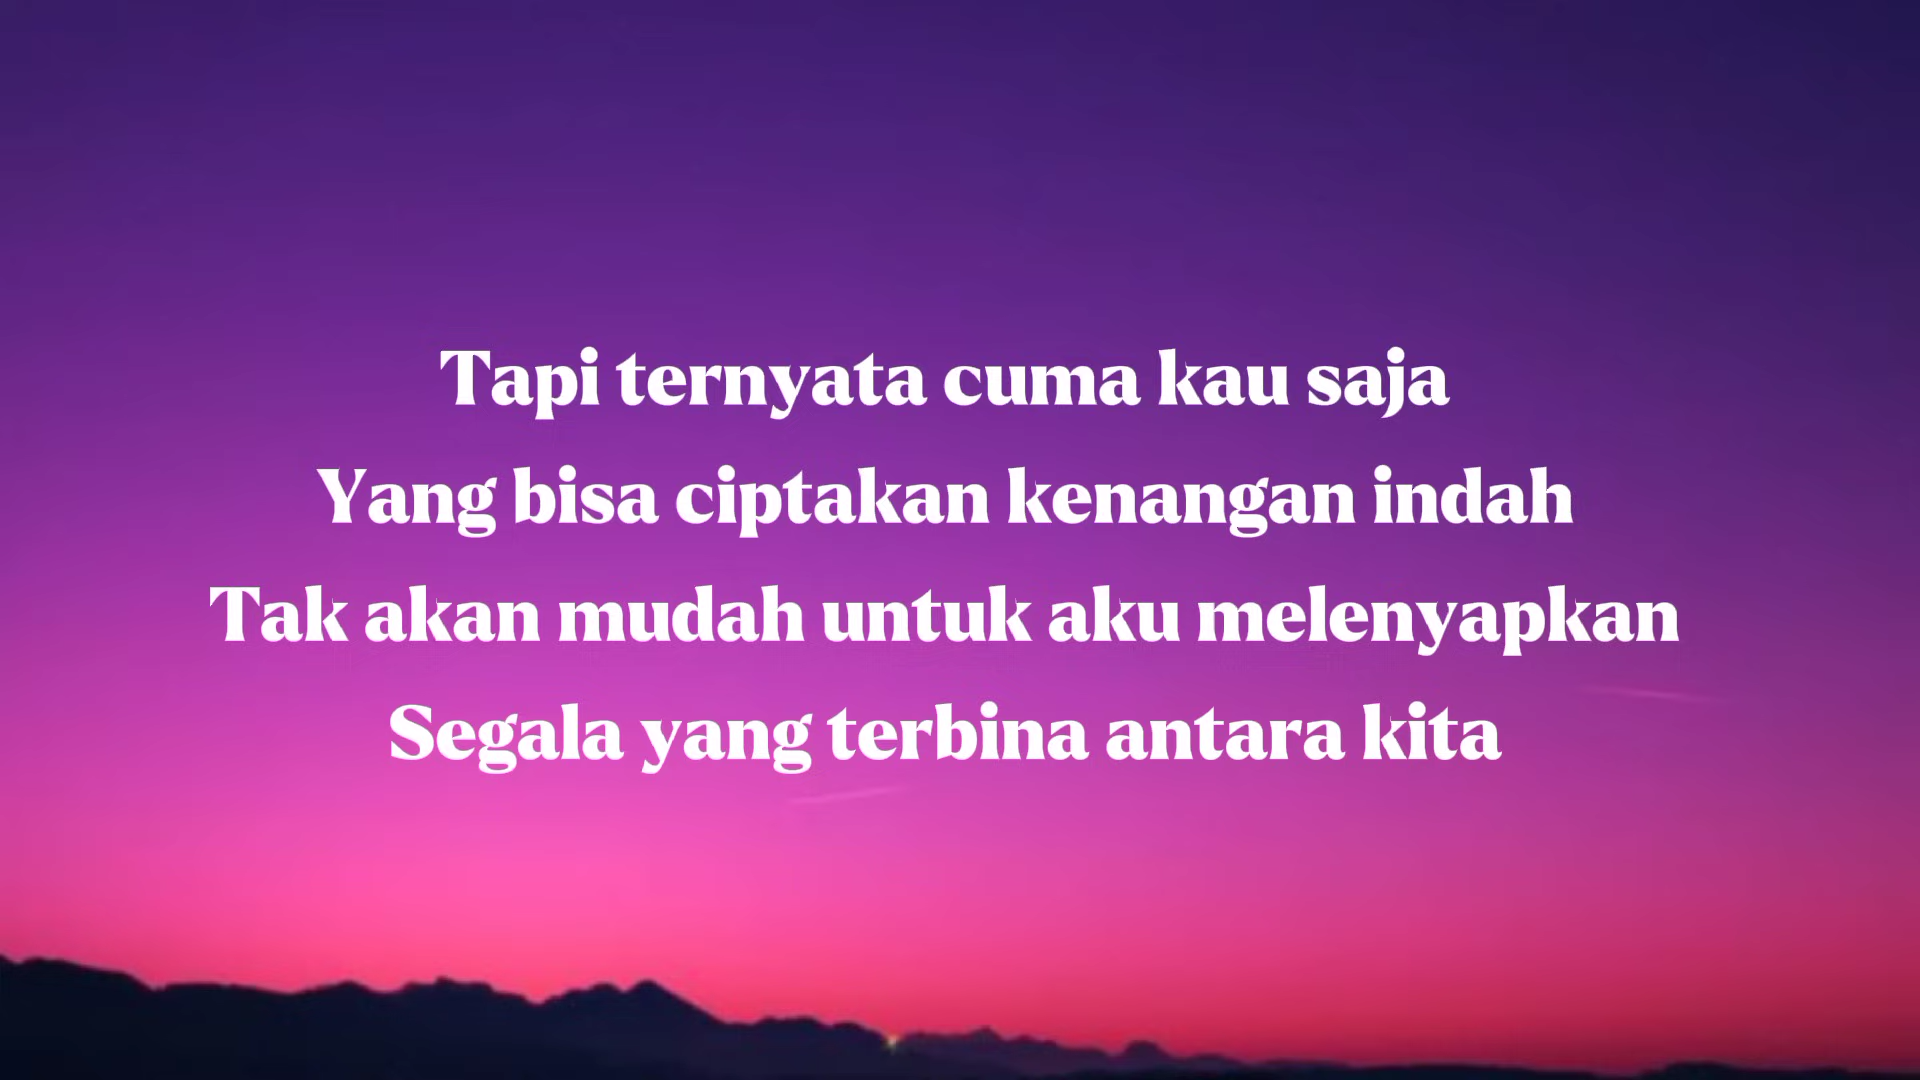 Tapi ternyata cuma kau saja
Yang bisa ciptakan kenangan indah
Tak akan mudah untuk aku melenyapkan
Segala yang terbina antara kita